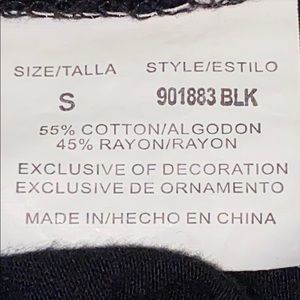 SIZE/TALLA STYLE/ESTILO
S 901883 BLK
55% COTTON/ALGODON
45% RAYON/RAYON
EXCLUSIVE OF DECORATION
EXCLUSIVE DE ORNAMENTO
MADE IN/HECHO EN CHINA